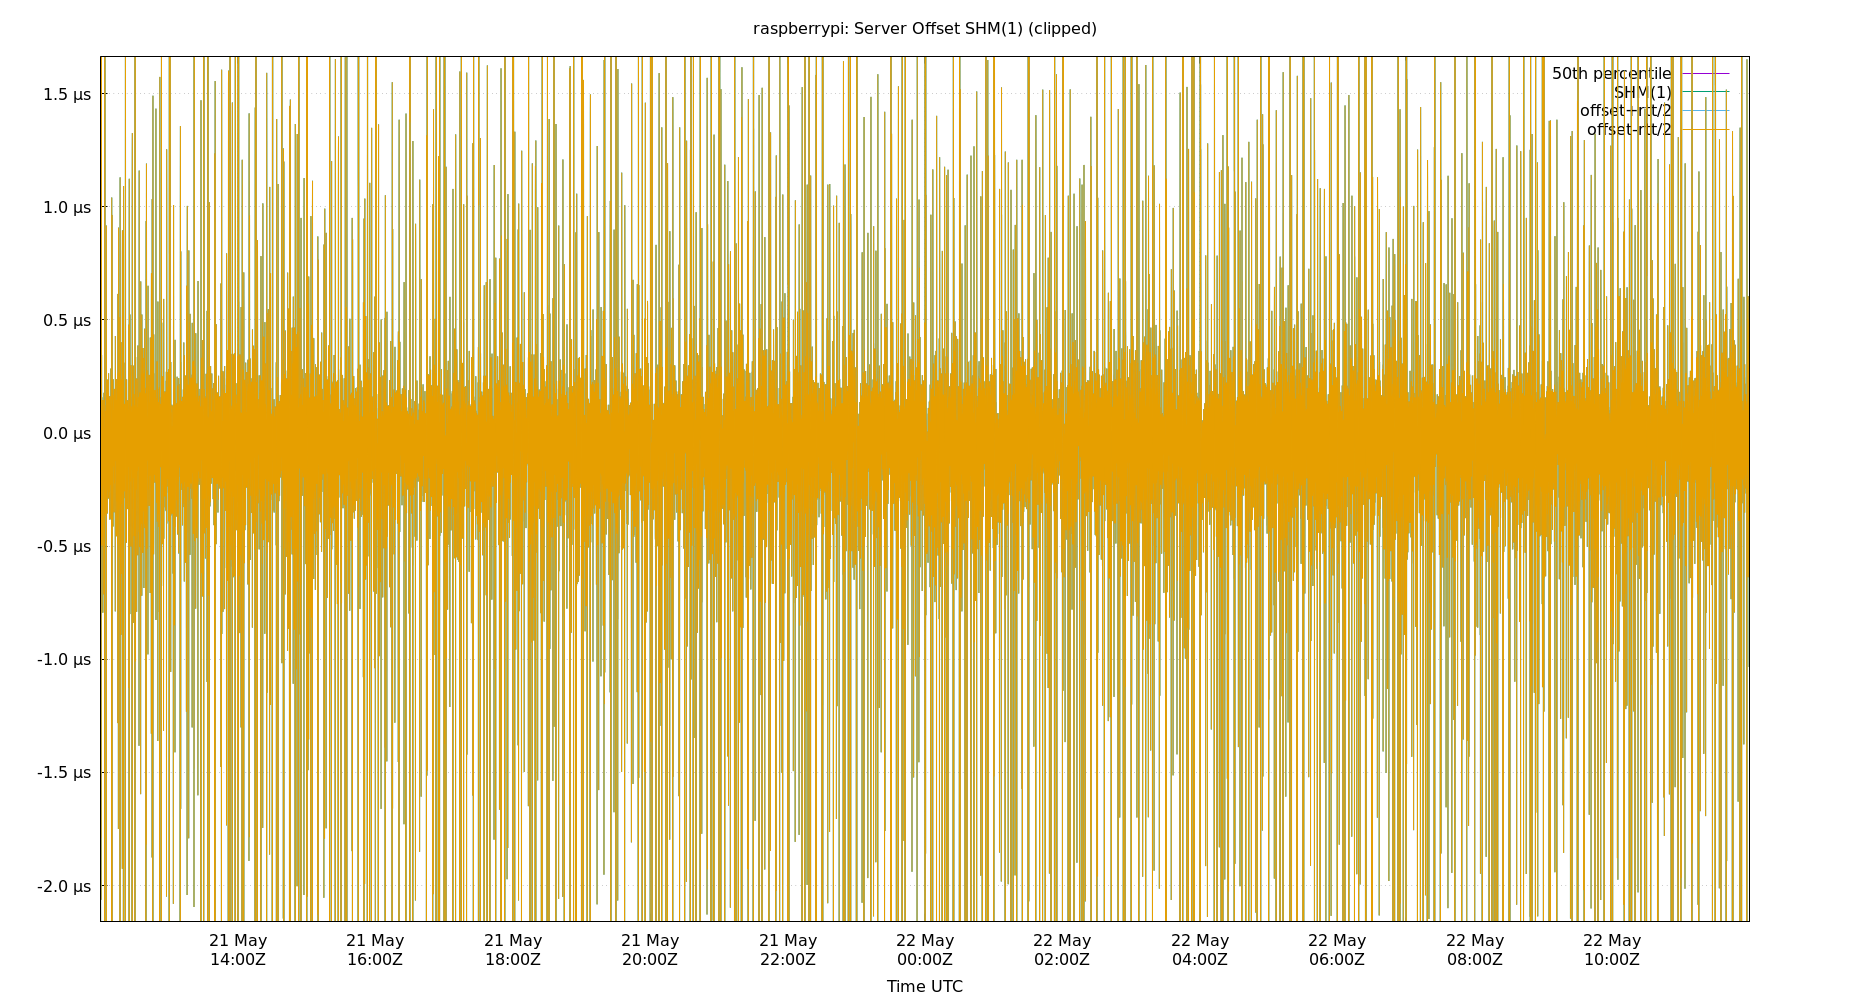 raspberrypi: Server Offset SHM(1) (clipped)
50th percentile
SHM(1)
offset+rtt/2
offset-rtt/2
1.5 µs
1.0 µs
0.5 µs
0.0 µs
-0.5 µs
-1.0 µs
-1.5 µs
-2.0 µs
21 May 21 May 21 May 21 May 21 May 22 May 22 May 22 May 22 May 22 May 22 May
14:00Z 16:00Z 18:00Z 20:00Z 22:00Z 00:00Z 02:00Z 04:00Z 06:00Z 08:00Z 10:00Z
Time UTC